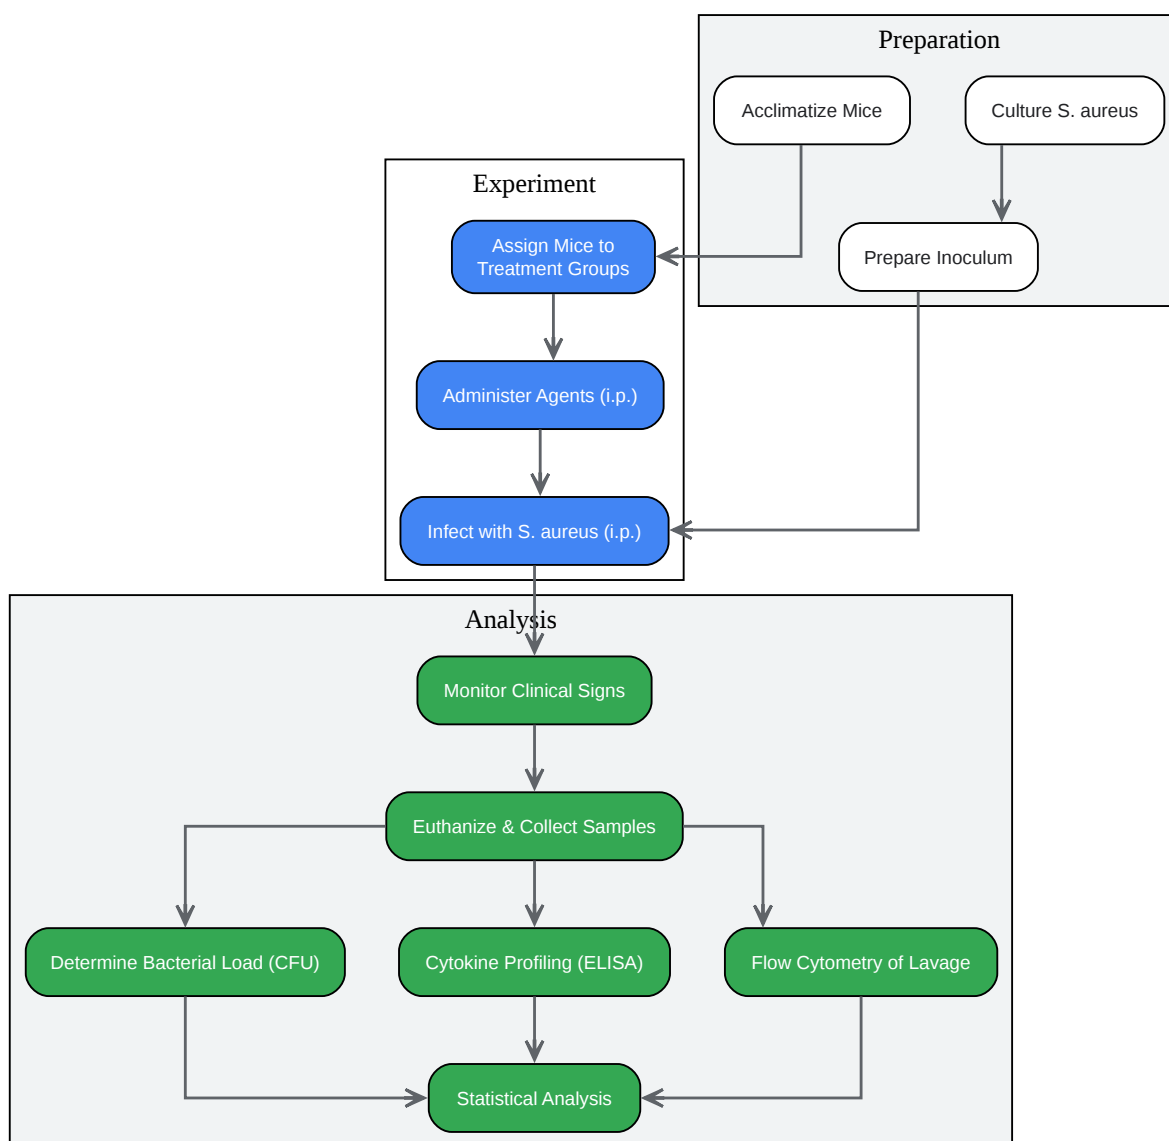 Preparation
Acclimatize Mice
Culture S. aureus
Prepare Inoculum
Experiment
Assign Mice to
Treatment Groups
Administer Agents (i.p.)
Infect with S. aureus (i.p.)
Analysis
Monitor Clinical Signs
Euthanize & Collect Samples
Determine Bacterial Load (CFU)
Cytokine Profiling (ELISA)
Flow Cytometry of Lavage
Statistical Analysis